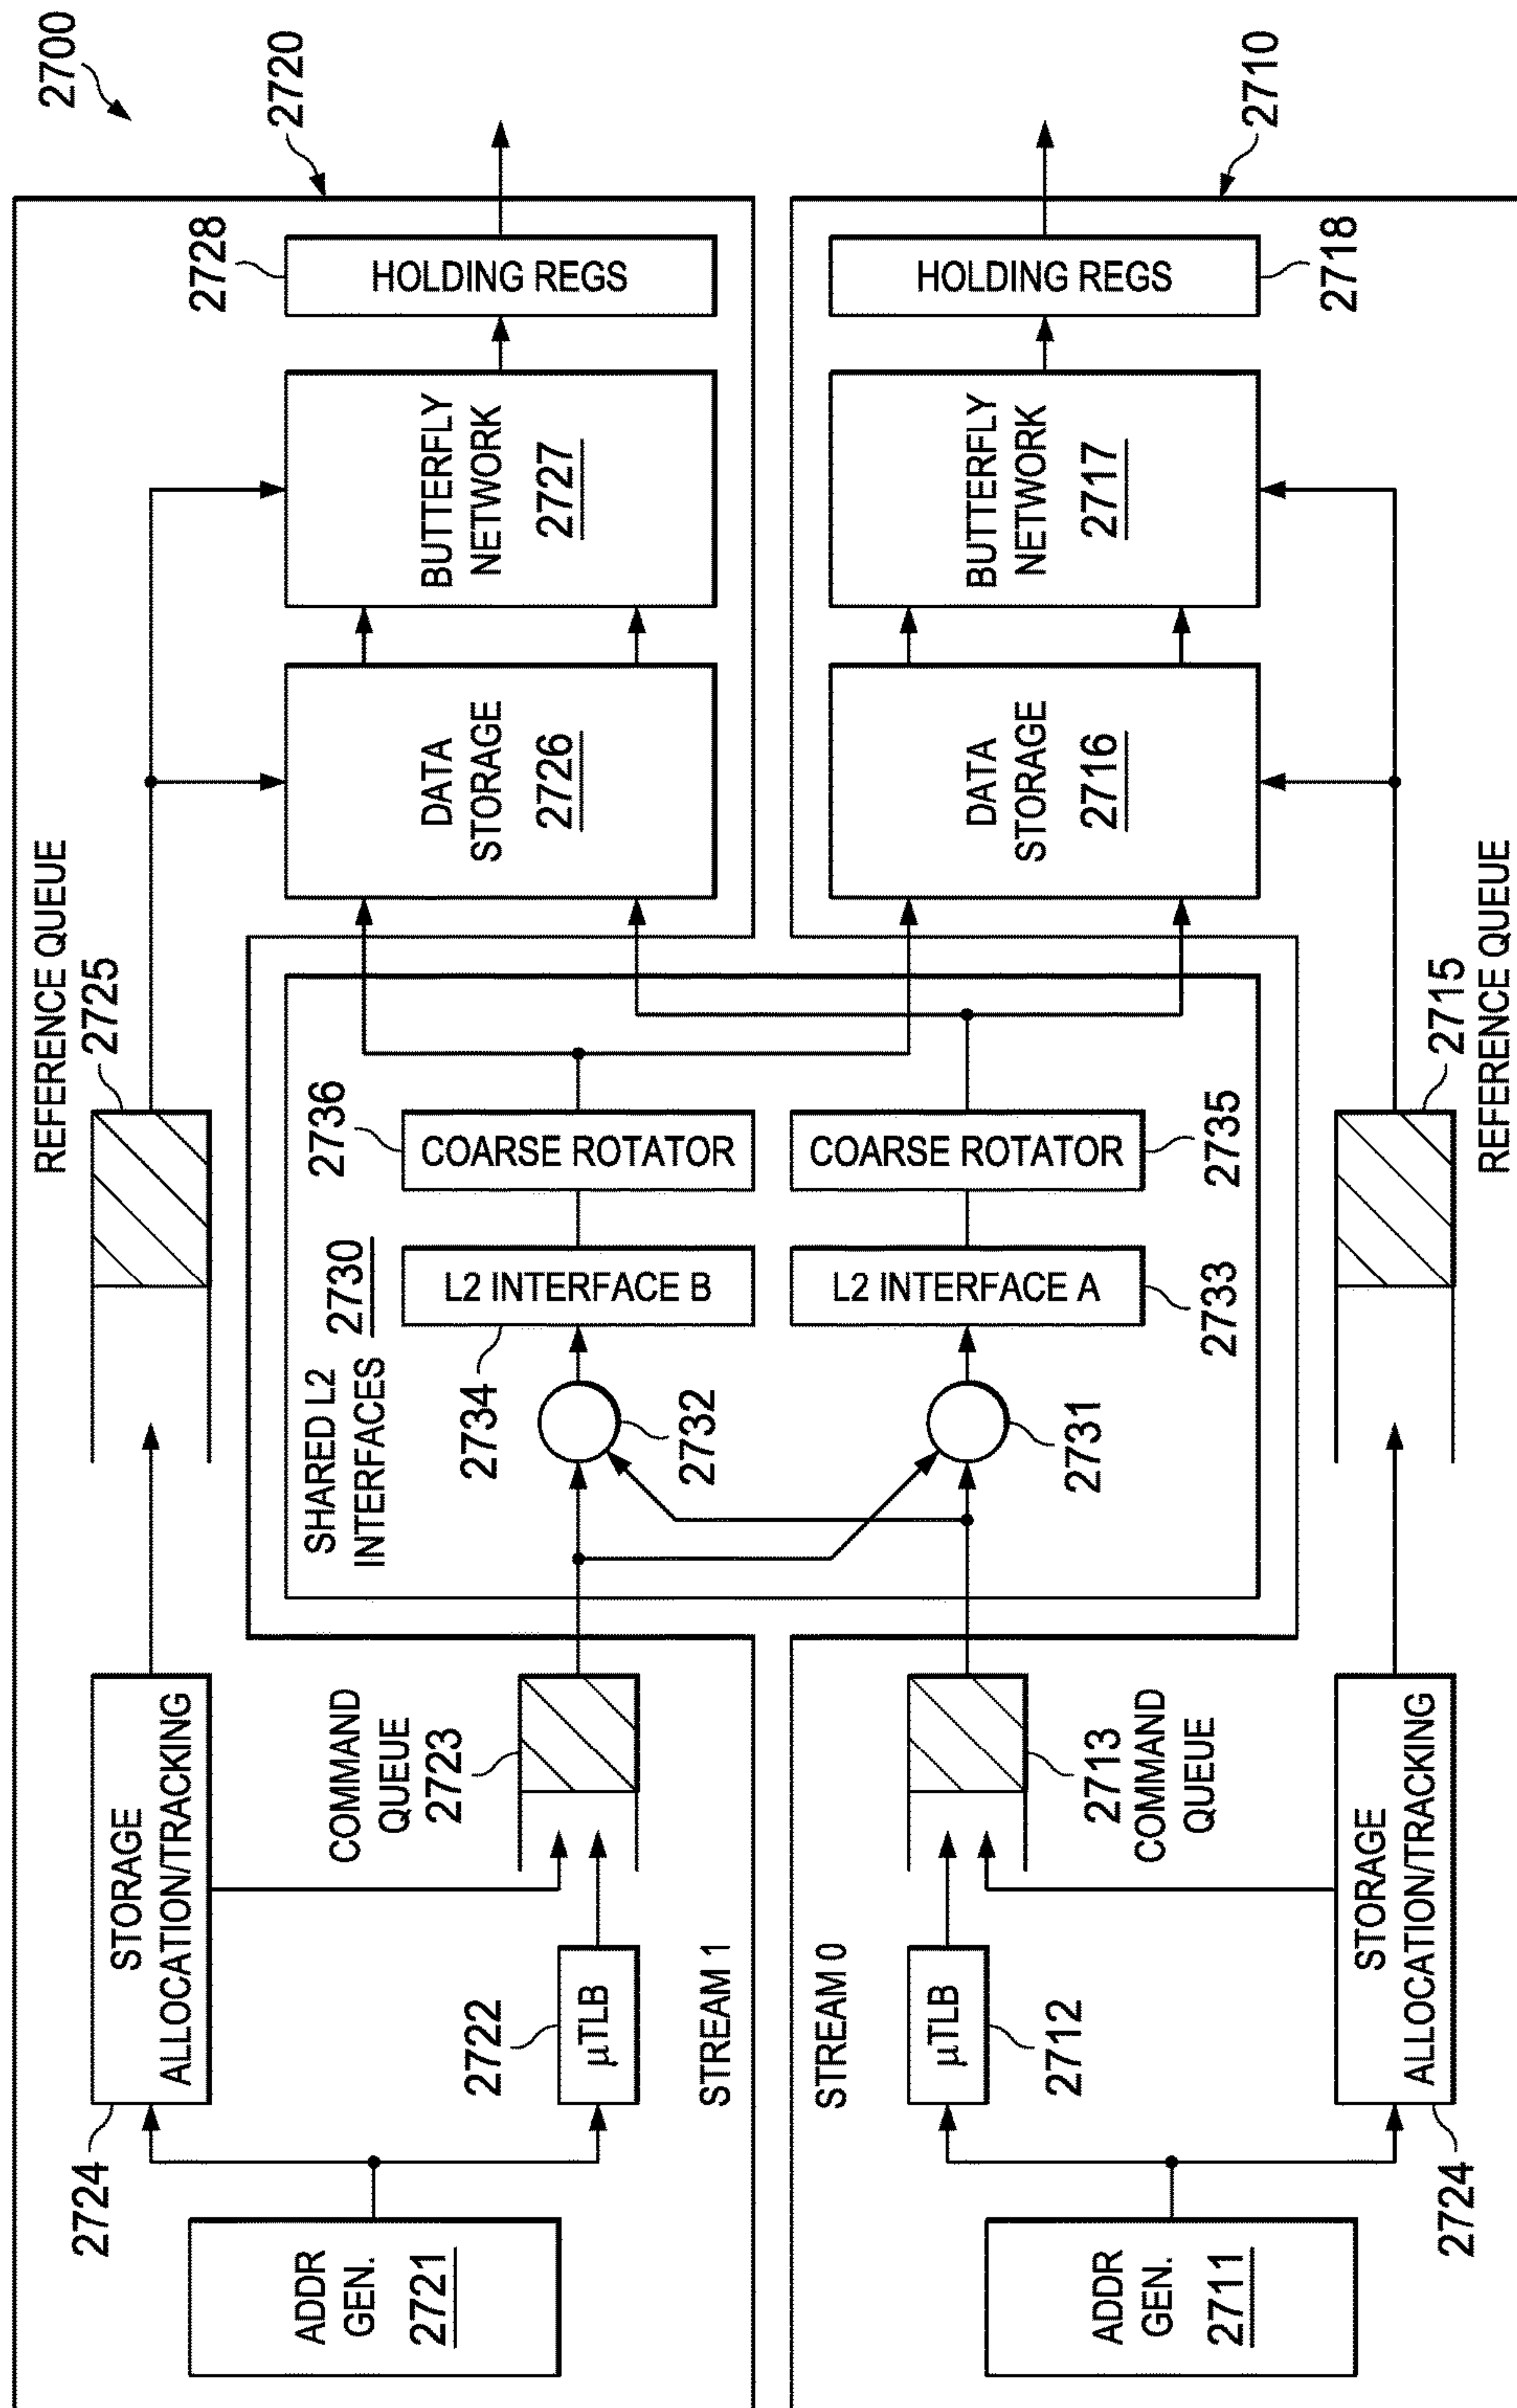 2700
2720
2710
REFERENCE QUEUE
2725
2728
HOLDING REGS
BUTTERFLY
NETWORK
2727
DATA
STORAGE
2726
HOLDING REGS
2718
BUTTERFLY
NETWORK
2717
DATA
STORAGE
2716
2715
REFERENCE QUEUE
SHARED L2
INTERFACES
2730
2736
COARSE ROTATOR
L2 INTERFACE B
2734
2732
COARSE ROTATOR
2735
L2 INTERFACE A
2733
2731
STORAGE
ALLOCATION/TRACKING
2724
COMMAND
QUEUE
2723
2722
μTLB
ADDR
GEN.
2721
STREAM 1
STREAM 0
μTLB
2712
2713
COMMAND
QUEUE
ADDR
GEN.
2711
STORAGE
ALLOCATION/TRACKING
2724